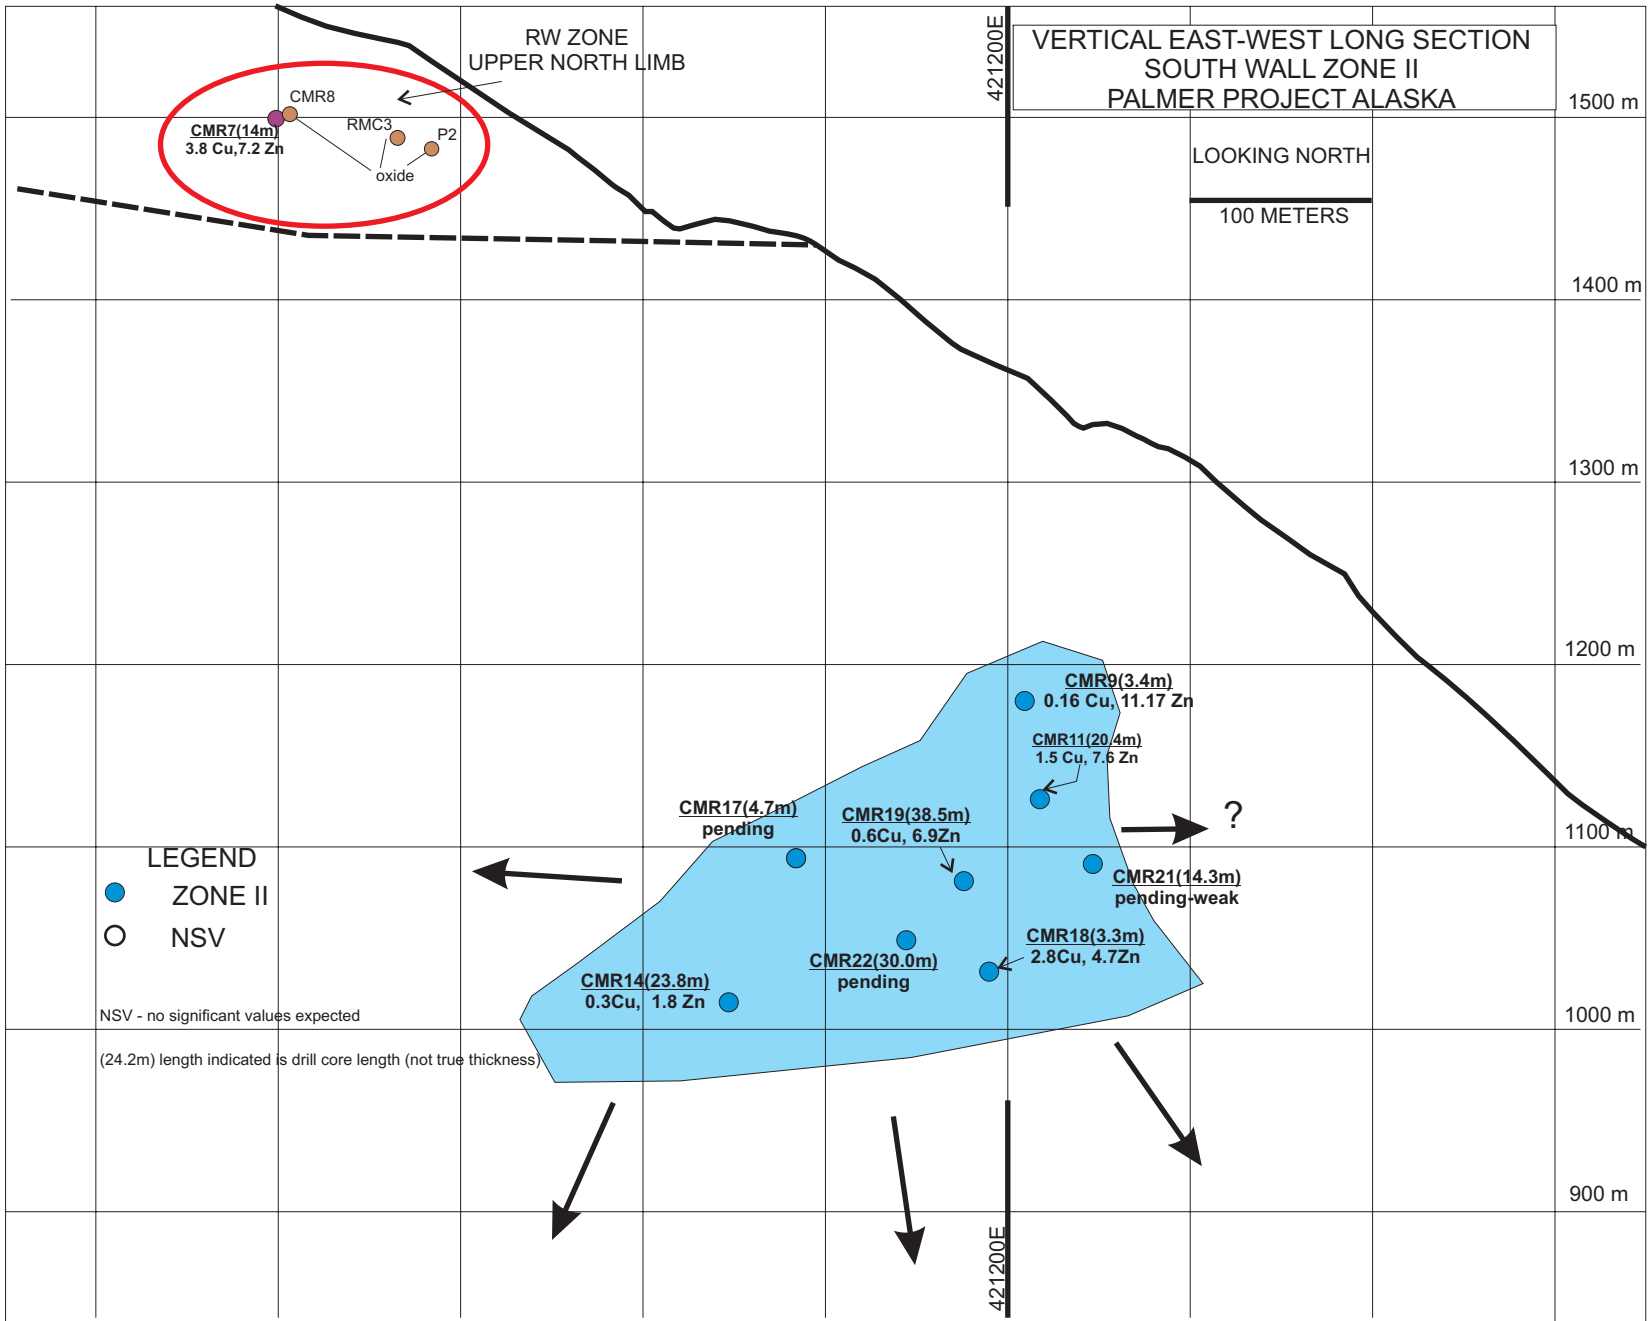 VERTICAL EAST-WEST LONG SECTION
SOUTH WALL ZONE II
PALMER PROJECT ALASKA
421200E
RW ZONE
UPPER NORTH LIMB
CMR8
CMR7(14m)
3.8 Cu,7.2 Zn
RMC3
P2
oxide
1500 m
LOOKING NORTH
100 METERS
1400 m
1300 m
1200 m
CMR9(3.4m)
0.16 Cu, 11.17 Zn
CMR11(20.4m)
1.5 Cu, 7.6 Zn
CMR17(4.7m)
pending
CMR19(38.5m)
0.6Cu, 6.9Zn
?
1100 m
LEGEND
ZONE II
NSV
CMR21(14.3m)
pending-weak
CMR18(3.3m)
2.8Cu, 4.7Zn
CMR22(30.0m)
pending
CMR14(23.8m)
0.3Cu, 1.8 Zn
NSV - no significant values expected
1000 m
(24.2m) length indicated is drill core length (not true thickness)
900 m
421200E